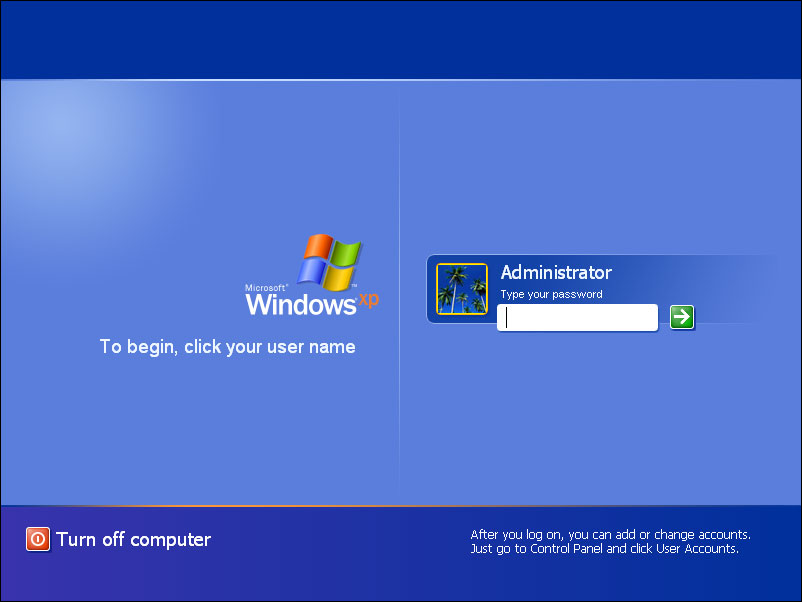 Microsoft®
Windows xp™
To begin, click your user name
Administrator
Type your password
Turn off computer
After you log on, you can add or change accounts.
Just go to Control Panel and click User Accounts.